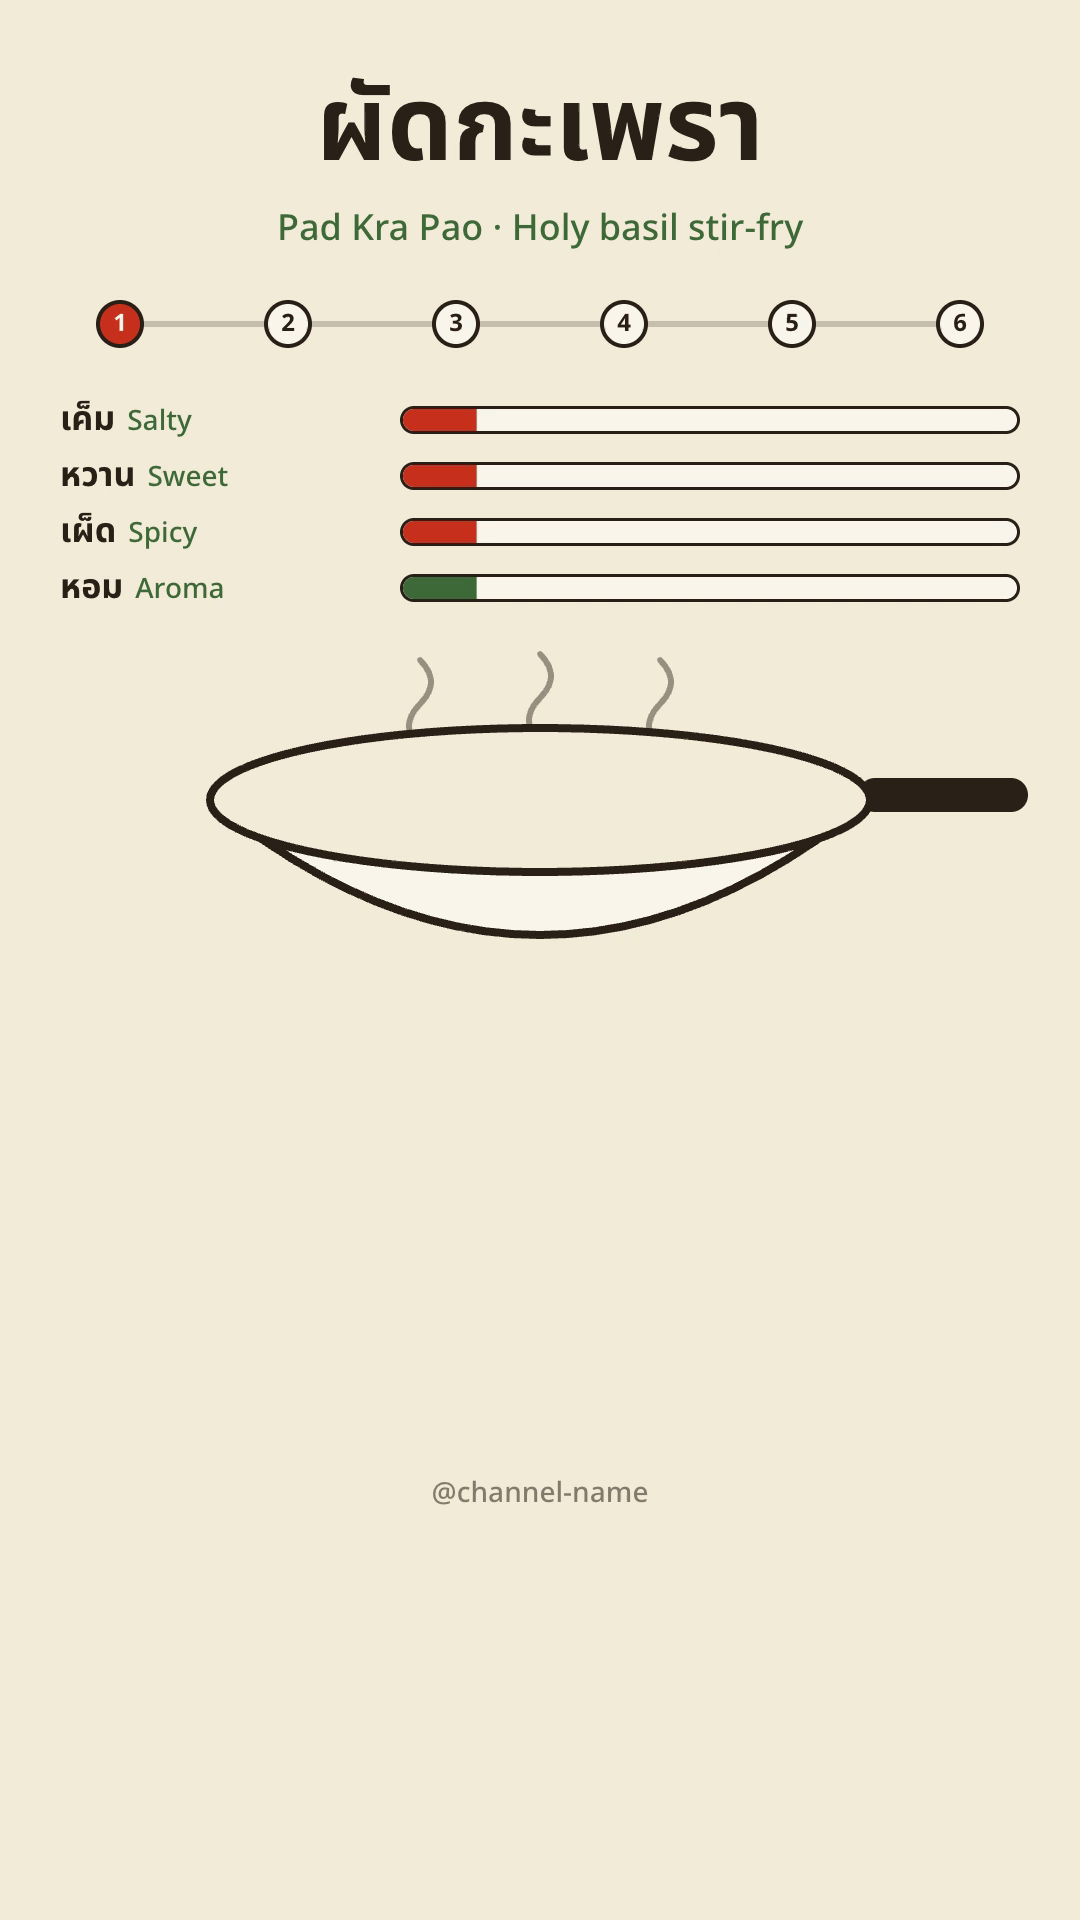 ผัดกะเพรา
Pad Kra Pao · Holy basil stir-fry
1 2 3 4 5 6
เค็ม Salty
หวาน Sweet
เผ็ด Spicy
หอม Aroma
@channel-name